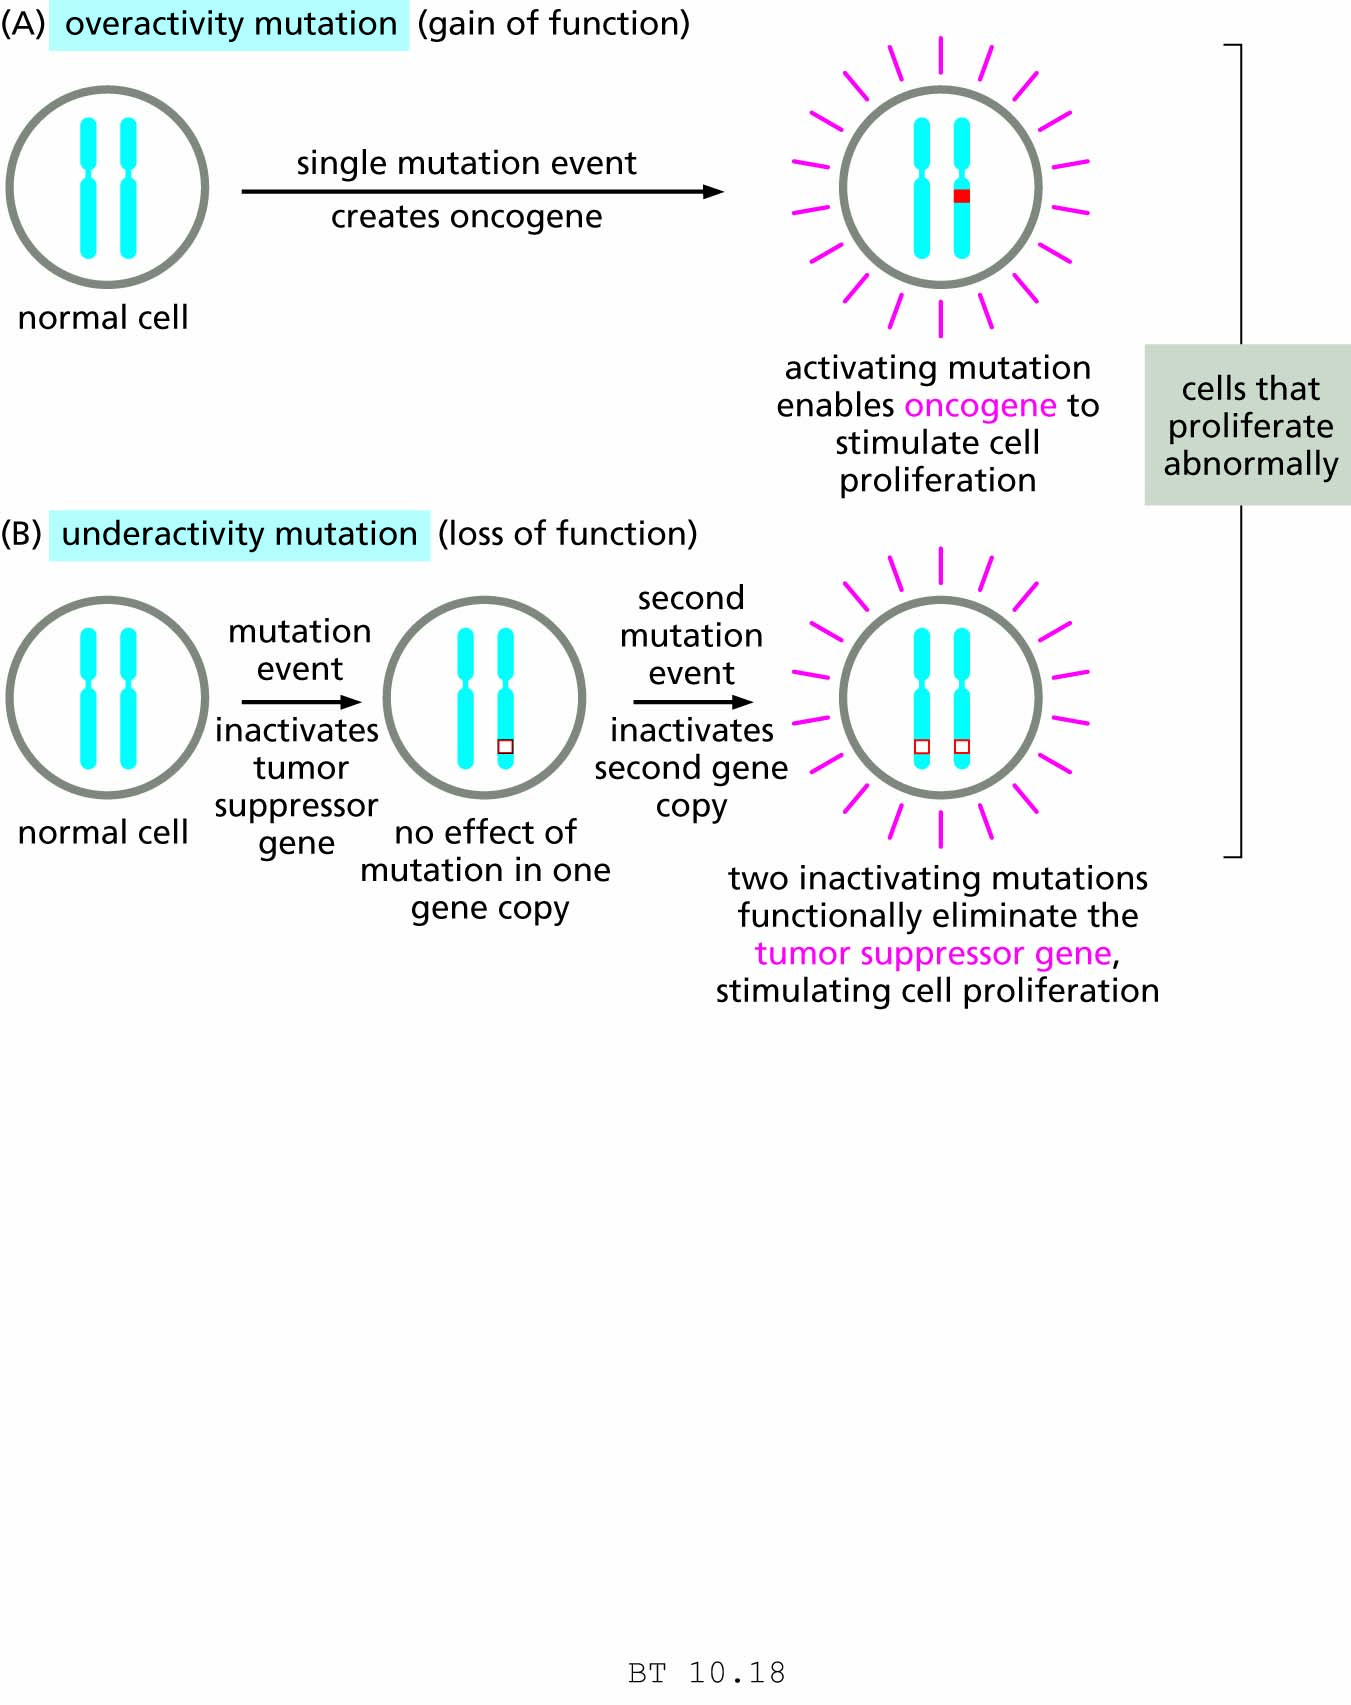 (A) overactivity mutation (gain of function)
single mutation event
creates oncogene
normal cell
activating mutation
enables oncogene to
stimulate cell
proliferation
cells that
proliferate
abnormally
(B) underactivity mutation (loss of function)
normal cell
mutation
event
inactivates
tumor
suppressor
gene
no effect of
mutation in one
gene copy
second
mutation
event
inactivates
second gene
copy
two inactivating mutations
functionally eliminate the
tumor suppressor gene,
stimulating cell proliferation
BT 10.18